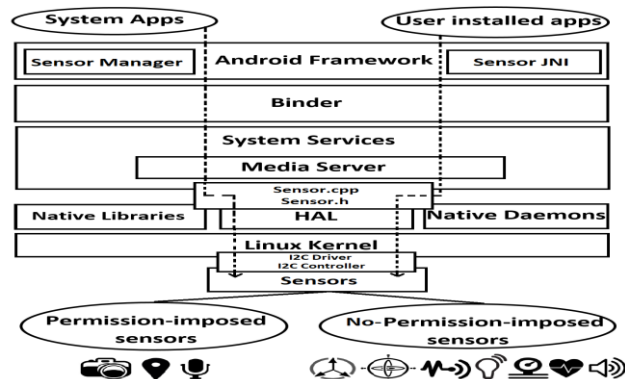 System Apps
User installed apps
Sensor Manager
Android Framework
Sensor JNI
Binder
System Services
Media Server
Sensor.cpp
Sensor.h
Native Libraries
HAL
Native Daemons
Linux Kernel
I2C Driver
I2C Controller
Sensors
Permission-imposed
sensors
No-Permission-imposed
sensors